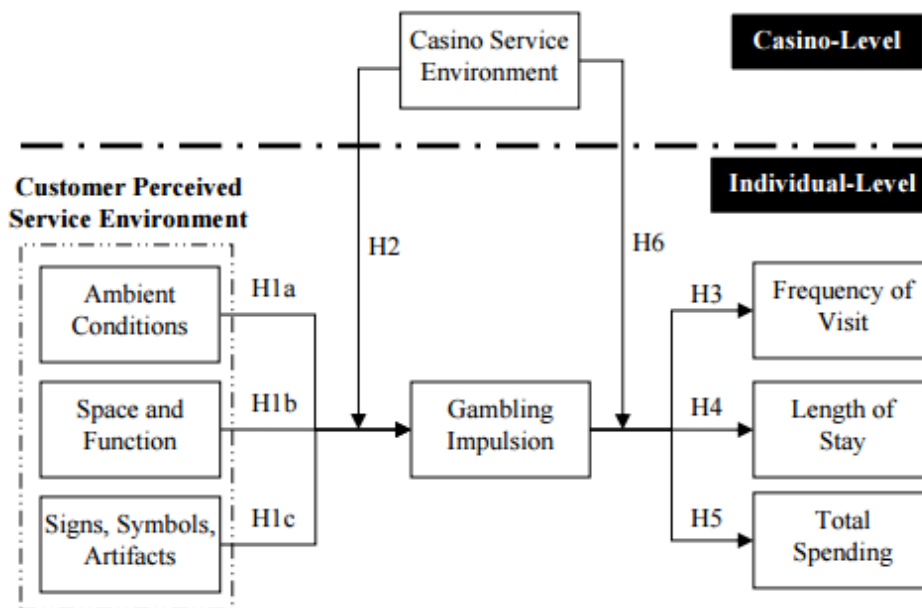 Casino Service
Environment
Casino-Level
Individual-Level
Customer Perceived
Service Environment
H2
H6
Ambient
Conditions
H1a
H3
Frequency of
Visit
Space and
Function
H1b
Gambling
Impulsion
H4
Length of
Stay
Signs, Symbols,
Artifacts
H1c
H5
Total
Spending